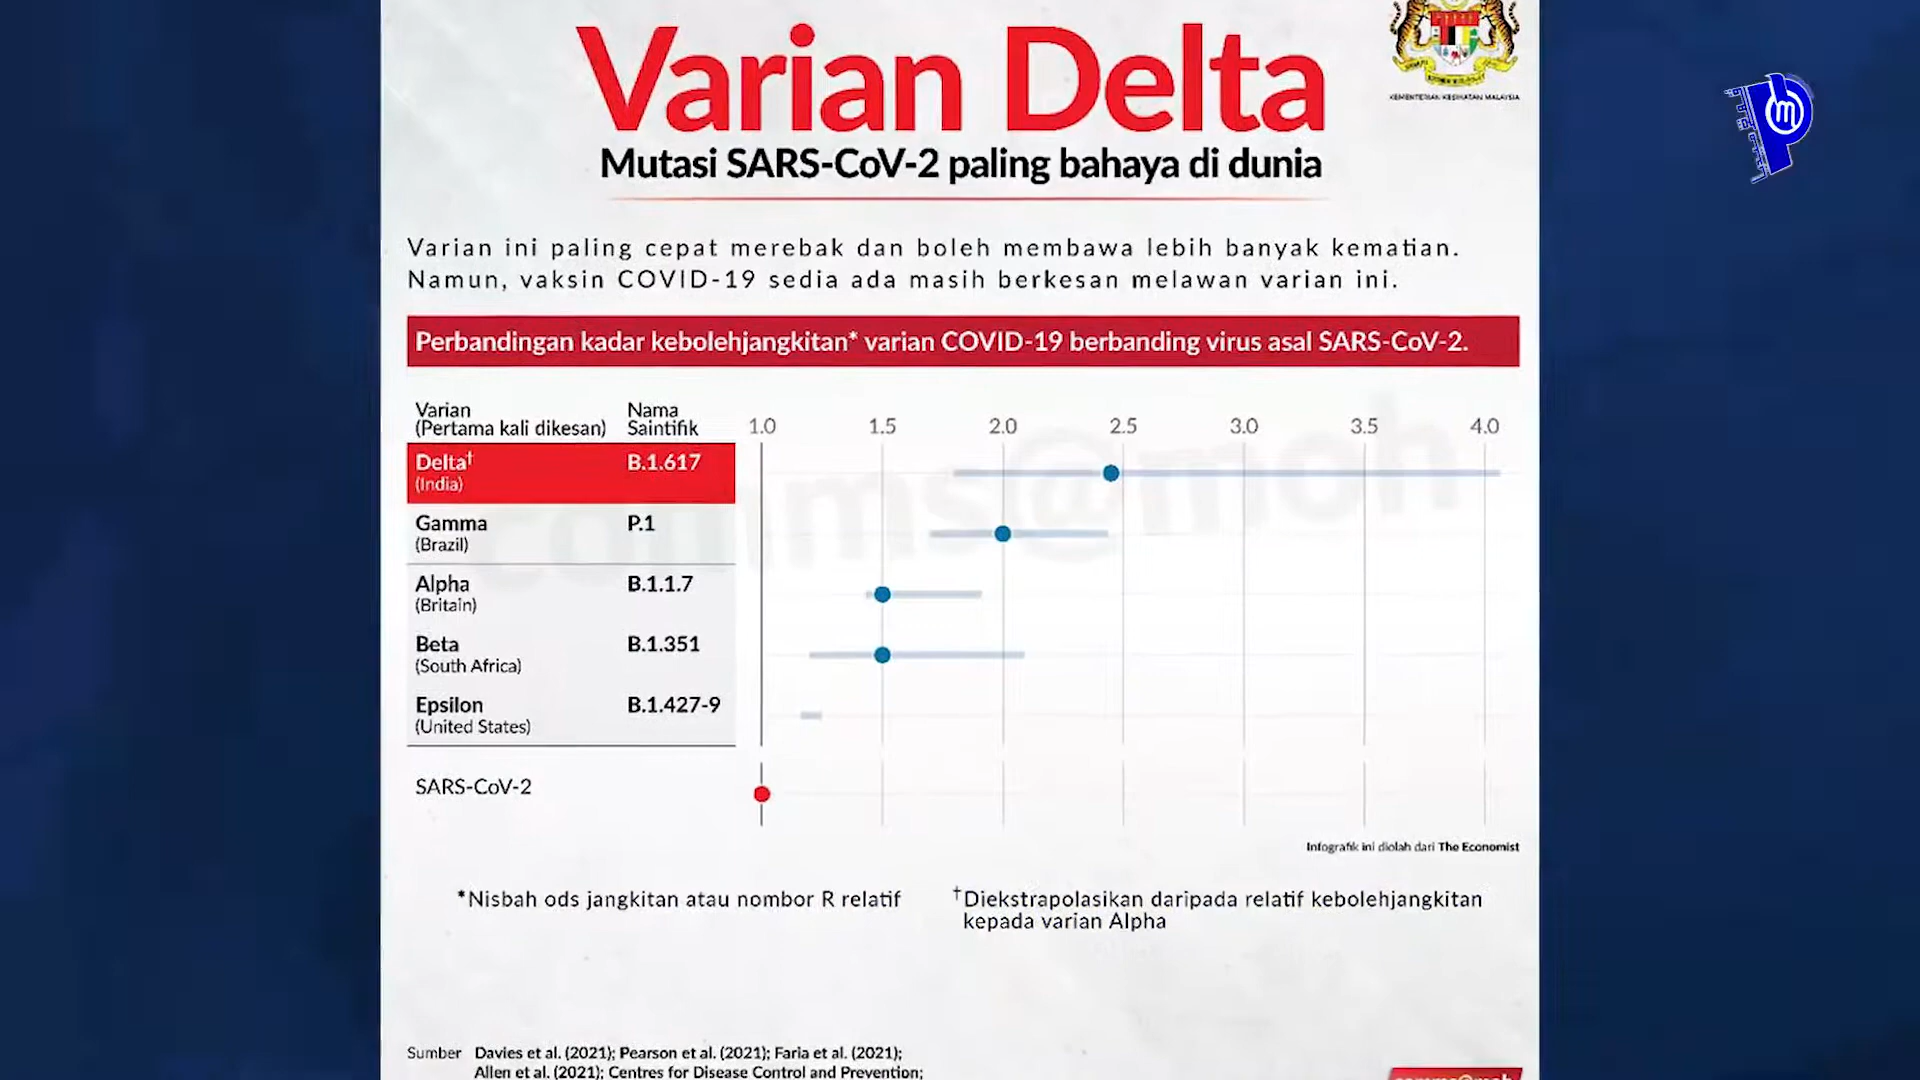 Varian Delta
KEMENTERIAN KESIHATAN MALAYSIA
Mutasi SARS-CoV-2 paling bahaya di dunia
Varian ini paling cepat merebak dan boleh membawa lebih banyak kematian.
Namun, vaksin COVID-19 sedia ada masih berkesan melawan varian ini.
Perbandingan kadar kebolehjangkitan* varian COVID-19 berbanding virus asal SARS-CoV-2.
Varian
(Pertama kali dikesan)
Nama
Saintifik
1.0 1.5 2.0 2.5 3.0 3.5 4.0
Delta† B.1.617
(India)
Gamma P.1
(Brazil)
Alpha B.1.1.7
(Britain)
Beta B.1.351
(South Africa)
Epsilon B.1.427-9
(United States)
SARS-CoV-2
comms@moh
Infografik ini diolah dari The Economist
*Nisbah ods jangkitan atau nombor R relatif
†Diekstrapolasikan daripada relatif kebolehjangkitan
kepada varian Alpha
Sumber Davies et al. (2021); Pearson et al. (2021); Faria et al. (2021);
Allen et al. (2021); Centres for Disease Control and Prevention;